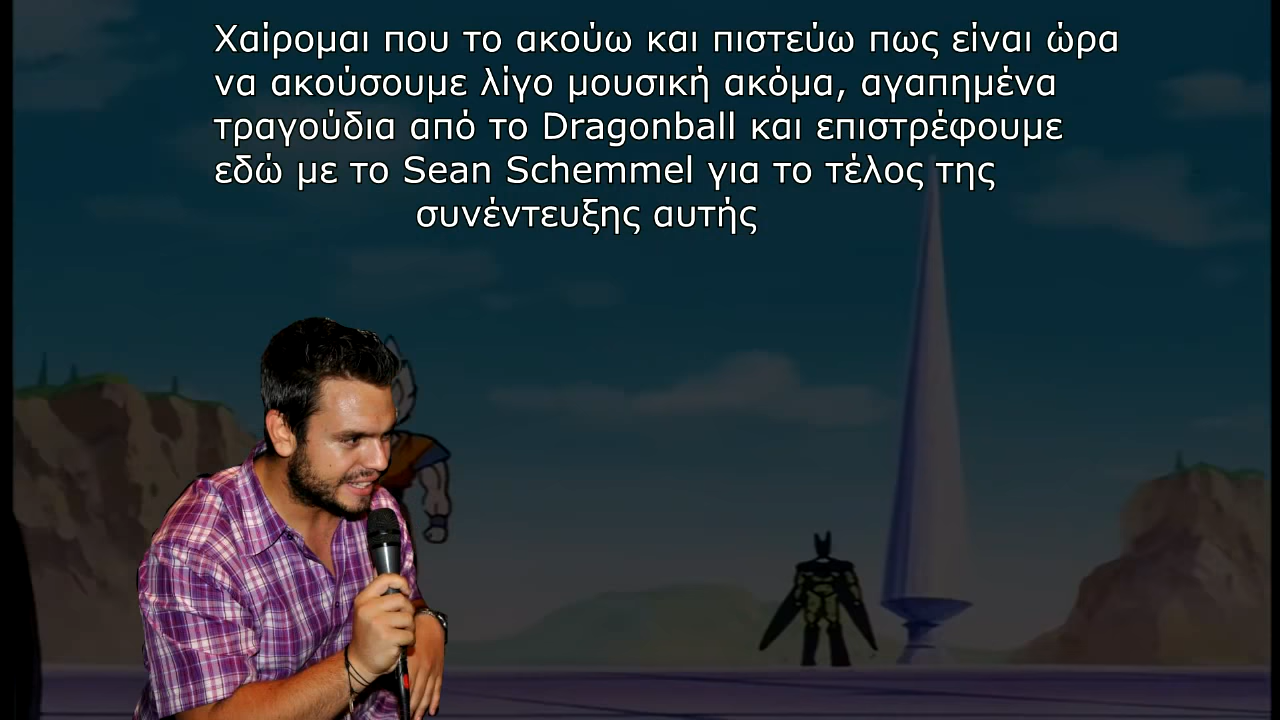 Χαίρομαι που το ακούω και πιστεύω πως είναι ώρα
να ακούσουμε λίγο μουσική ακόμα, αγαπημένα
τραγούδια από το Dragonball και επιστρέφουμε
εδώ με το Sean Schemmel για το τέλος της
συνέντευξης αυτής